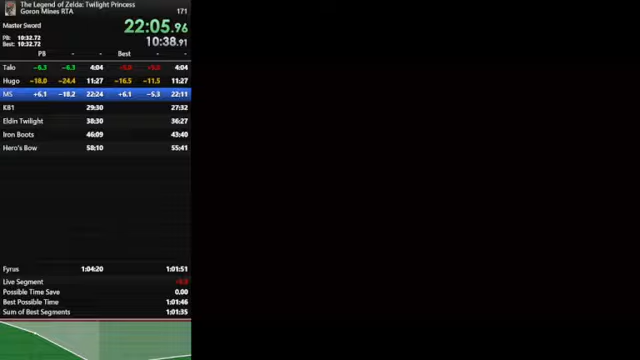 The Legend of Zelda: Twilight Princess
Goron Mines RTA 171
Master Sword 22:05.96
PB: 10:32.72
Best: 10:32.72 10:38.91
PB - - Best - -
Talo −6.3 −6.3 4:04 −5.0 −5.0 4:04
Hugo −18.0 −24.4 11:27 −16.5 −11.5 11:27
MS +6.1 −18.2 22:24 +6.1 −5.3 22:11
K81 29:30 27:32
Eldin Twilight 38:30 36:27
Iron Boots 46:09 43:40
Hero's Bow 58:10 55:41
Fyrus 1:04:20 1:01:51
Live Segment
Possible Time Save 0.00
Best Possible Time 1:01:46
Sum of Best Segments 1:01:35